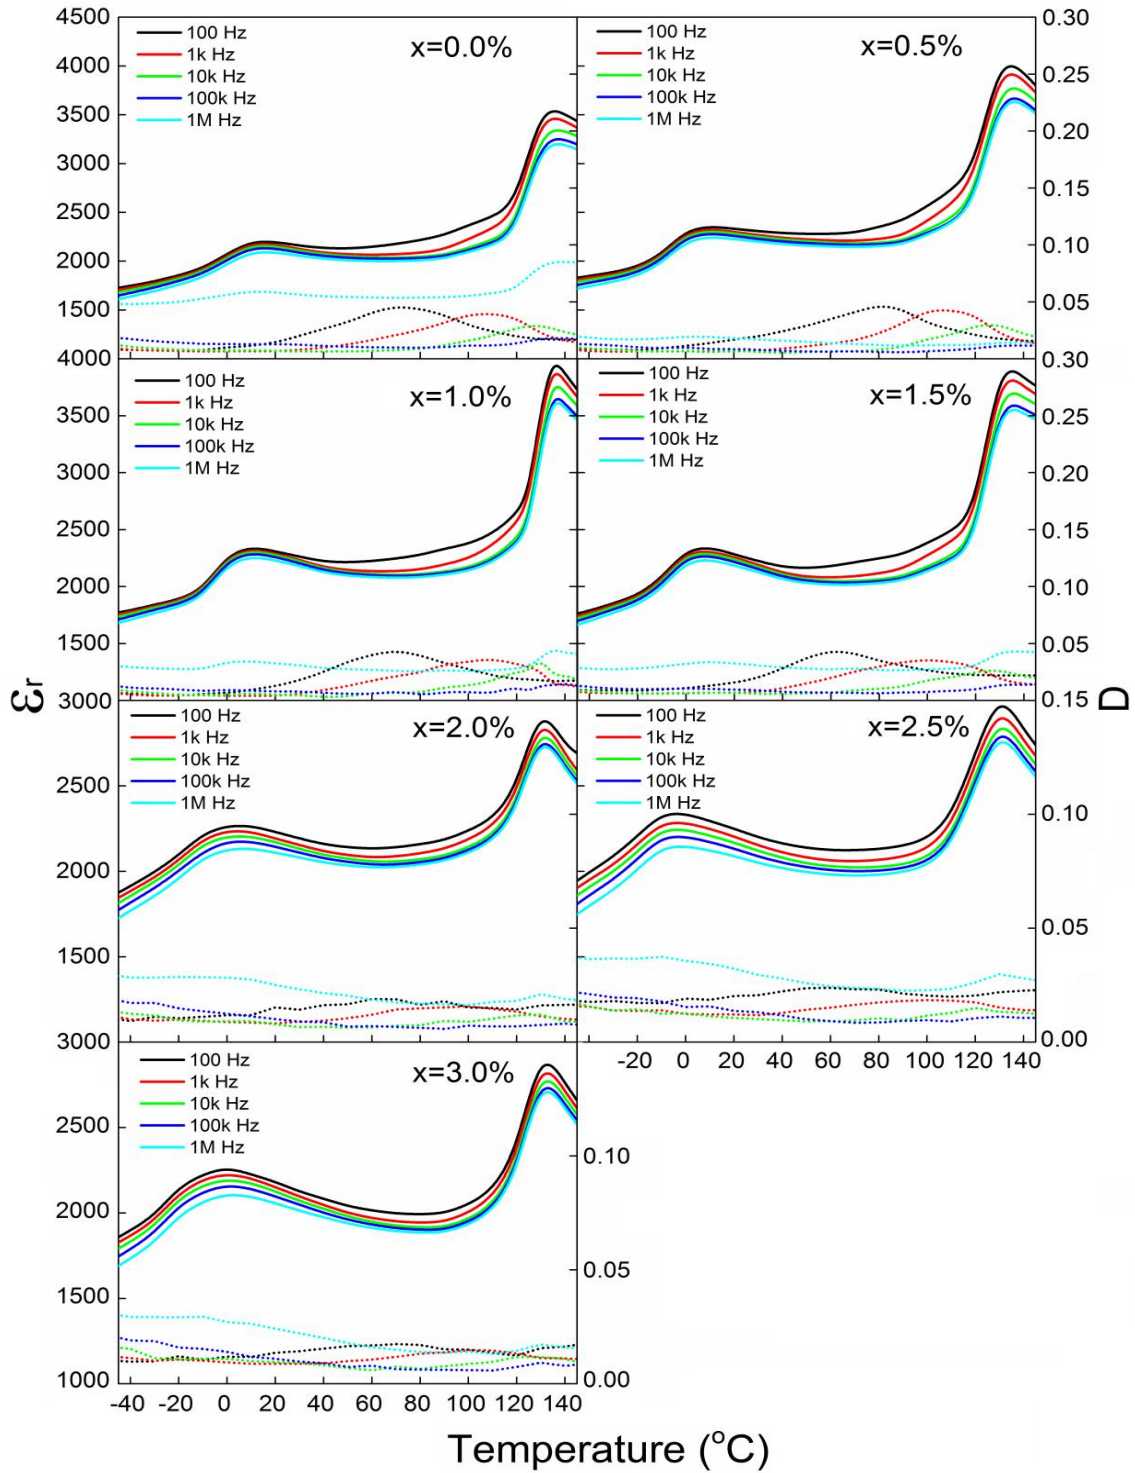 4500
4000
3500
3000
2500
2000
1500
100 Hz
1k Hz
10k Hz
100k Hz
1M Hz
x=0.0%
100 Hz
1k Hz
10k Hz
100k Hz
1M Hz
x=0.5%
0.30
0.25
0.20
0.15
0.10
0.05
4000
3500
3000
2500
2000
1500
100 Hz
1k Hz
10k Hz
100k Hz
1M Hz
x=1.0%
100 Hz
1k Hz
10k Hz
100k Hz
1M Hz
x=1.5%
0.30
0.25
0.20
0.15
0.10
0.05
εr
D
3000
2500
2000
1500
100 Hz
1k Hz
10k Hz
100k Hz
1M Hz
x=2.0%
100 Hz
1k Hz
10k Hz
100k Hz
1M Hz
x=2.5%
0.15
0.10
0.05
0.00
-20 0 20 40 60 80 100 120 140
3000
2500
2000
1500
1000
100 Hz
1k Hz
10k Hz
100k Hz
1M Hz
x=3.0%
0.10
0.05
0.00
-40 -20 0 20 40 60 80 100 120 140
Temperature (°C)